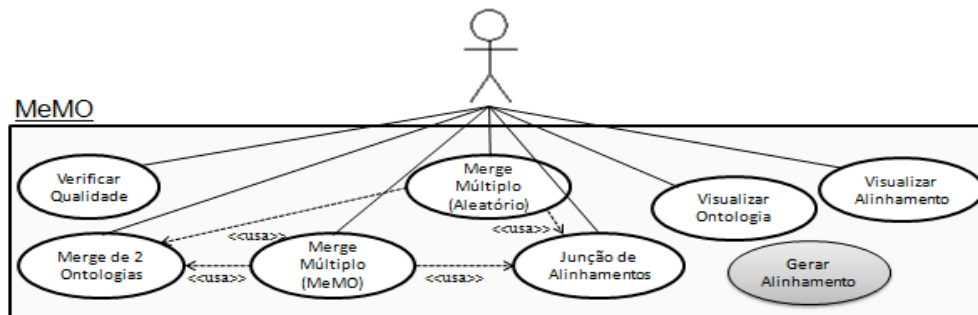 MeMO
Verificar
Qualidade
Merge
Múltiplo
(Aleatório)
Visualizar
Ontologia
Visualizar
Alinhamento
<<usa>>
<<usa>>
Merge de 2
Ontologias
<<usa>>
Merge
Múltiplo
(MeMO)
<<usa>>
Junção de
Alinhamentos
Gerar
Alinhamento